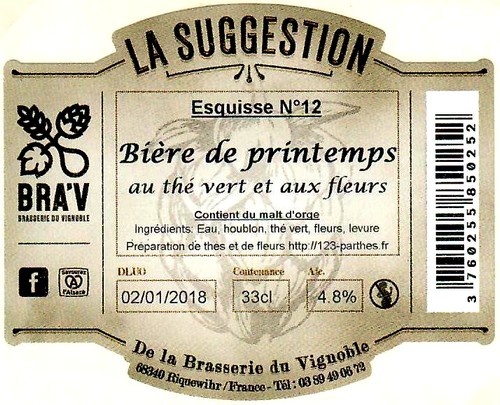 LA SUGGESTION
Esquisse N°12
Bière de printemps
au thé vert et aux fleurs
Contient du malt d'orge
Ingrédients: Eau, houblon, thé vert, fleurs, levure
Préparation de thes et de fleurs http://123-parthes.fr
BRA'V
BRASSERIE DU VIGNOBLE
f
Savourez
l'Alsace
DLUO
Contenance
Alc.
02/01/2018
33cl
4.8%
3 760255 850252
De la Brasserie du Vignoble
68340 Riquewihr / France - Tél : 03 89 49 06 72